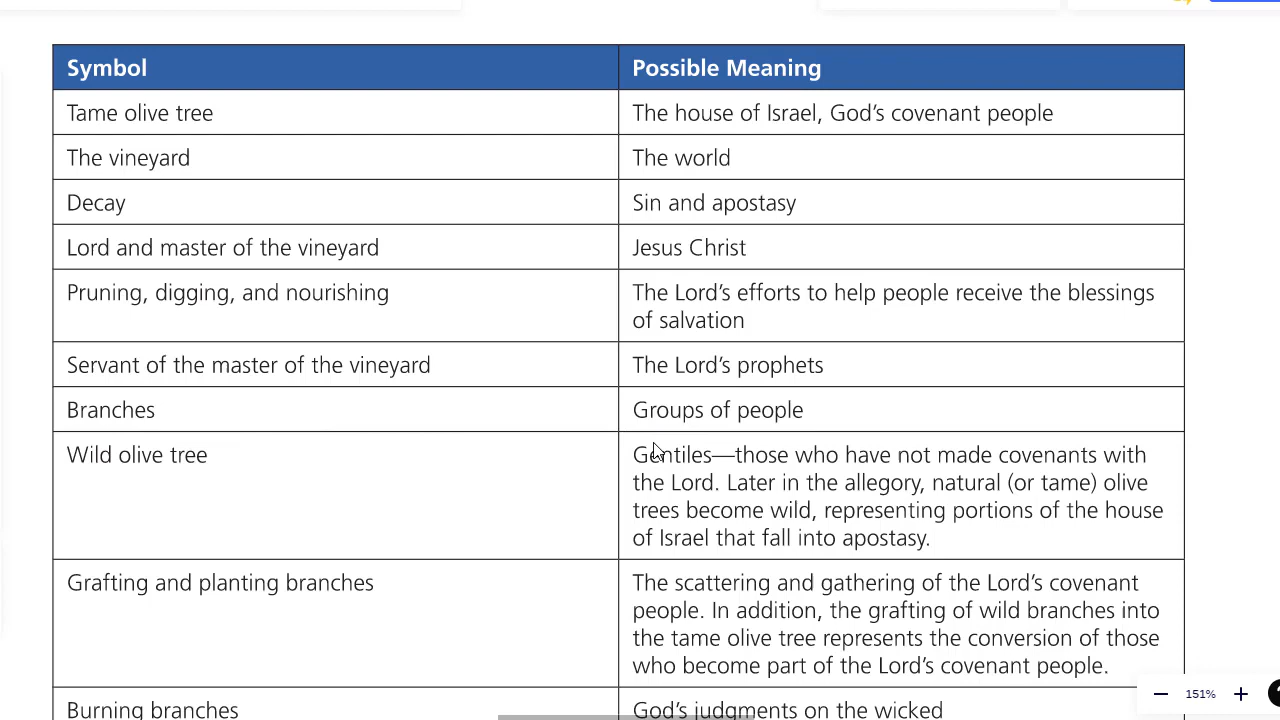 Symbol
Possible Meaning
Tame olive tree
The house of Israel, God’s covenant people
The vineyard
The world
Decay
Sin and apostasy
Lord and master of the vineyard
Jesus Christ
Pruning, digging, and nourishing
The Lord’s efforts to help people receive the blessings
of salvation
Servant of the master of the vineyard
The Lord’s prophets
Branches
Groups of people
Wild olive tree
Gentiles—those who have not made covenants with
the Lord. Later in the allegory, natural (or tame) olive
trees become wild, representing portions of the house
of Israel that fall into apostasy.
Grafting and planting branches
The scattering and gathering of the Lord’s covenant
people. In addition, the grafting of wild branches into
the tame olive tree represents the conversion of those
who become part of the Lord’s covenant people.
Burning branches
God’s judgments on the wicked
151%